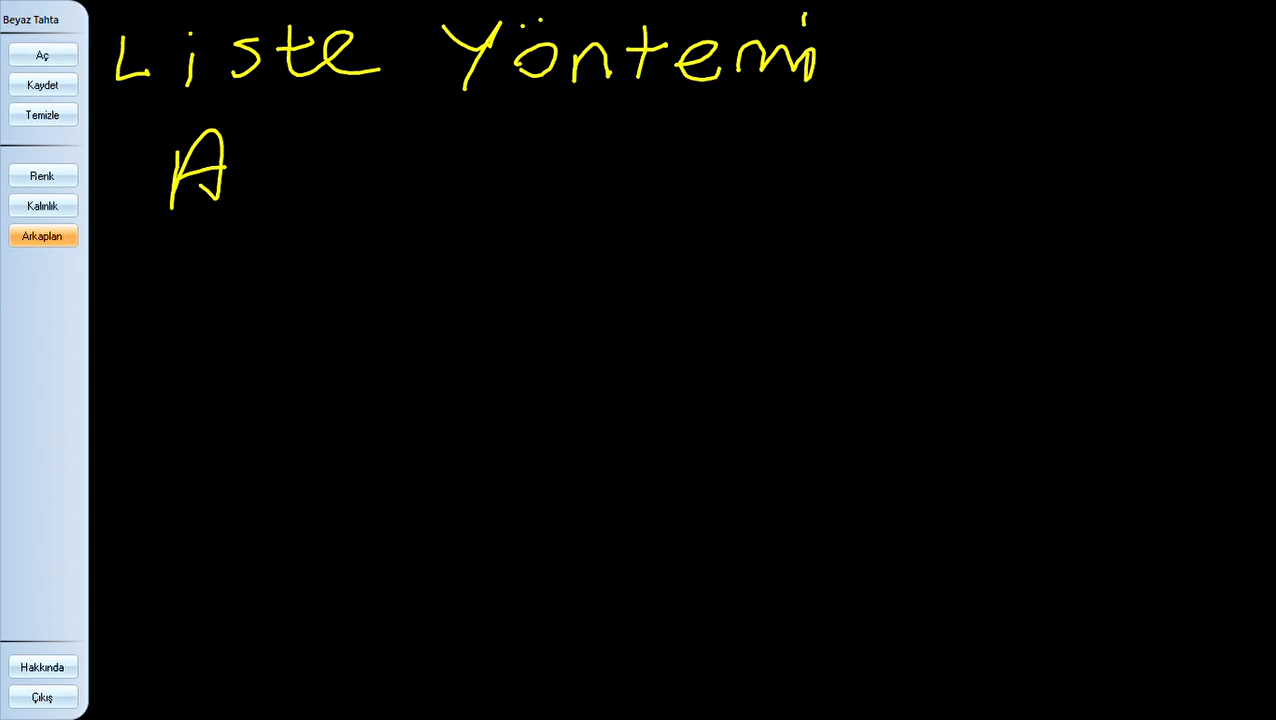 Beyaz Tahta
Aç
Kaydet
Temizle
Renk
Kalınlık
Arkaplan
Hakkında
Çıkış
Liste Yöntemi
A